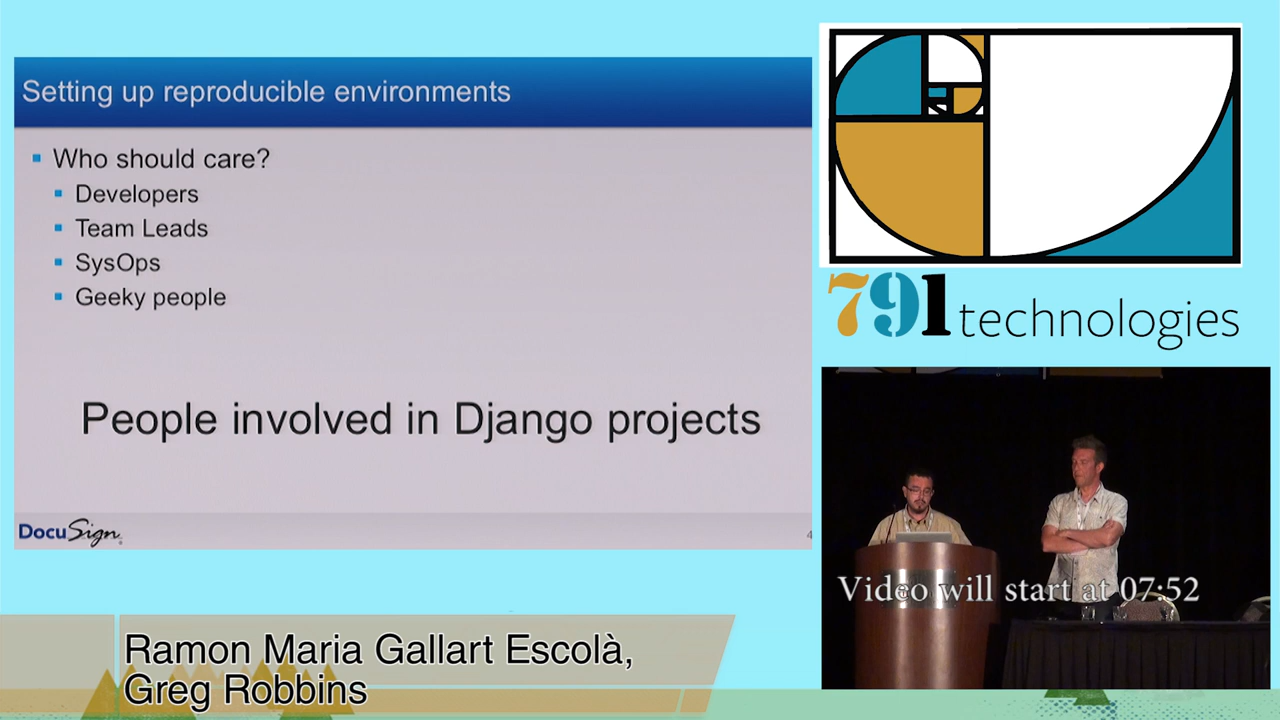 Setting up reproducible environments
Who should care?
Developers
Team Leads
SysOps
Geeky people
People involved in Django projects
DocuSign
4
791 technologies
Video will start at 07:52
Ramon Maria Gallart Escolà,
Greg Robbins